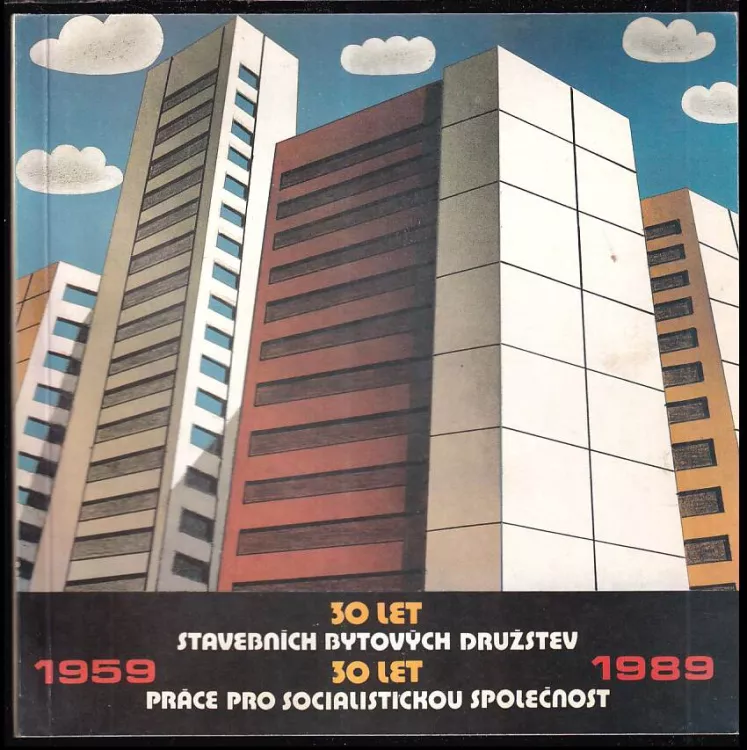 30 LET
STAVEBNÍCH BYTOVÝCH DRUŽSTEV
1959 30 LET 1989
PRÁCE PRO SOCIALISTICKOU SPOLEČNOST